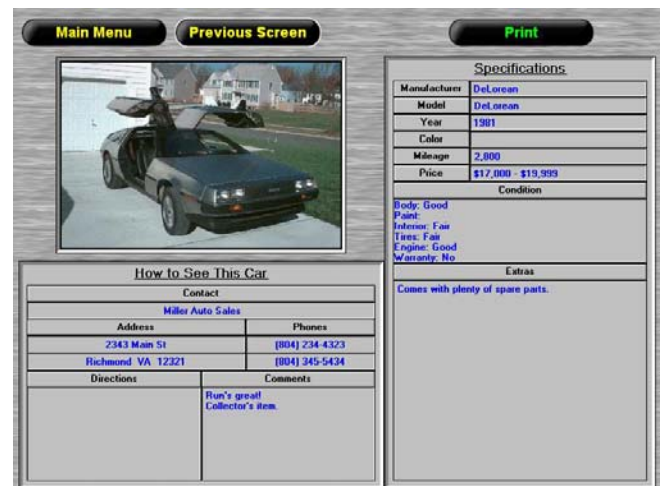 Main Menu
Previous Screen
Print
Specifications
Manufacturer DeLorean
Model DeLorean
Year 1981
Color
Mileage 2,000
Price $17,000 - $19,999
Condition
Body: Good
Paint:
Interior: Fair
Tires: Fair
Engine: Good
Warranty: No
Extras
Comes with plenty of spare parts.
How to See This Car
Contact
Miller Auto Sales
Address Phones
2343 Main St (804) 234-4323
Richmond VA 12321 (804) 345-5434
Directions Comments
Run's great!
Collector's item.